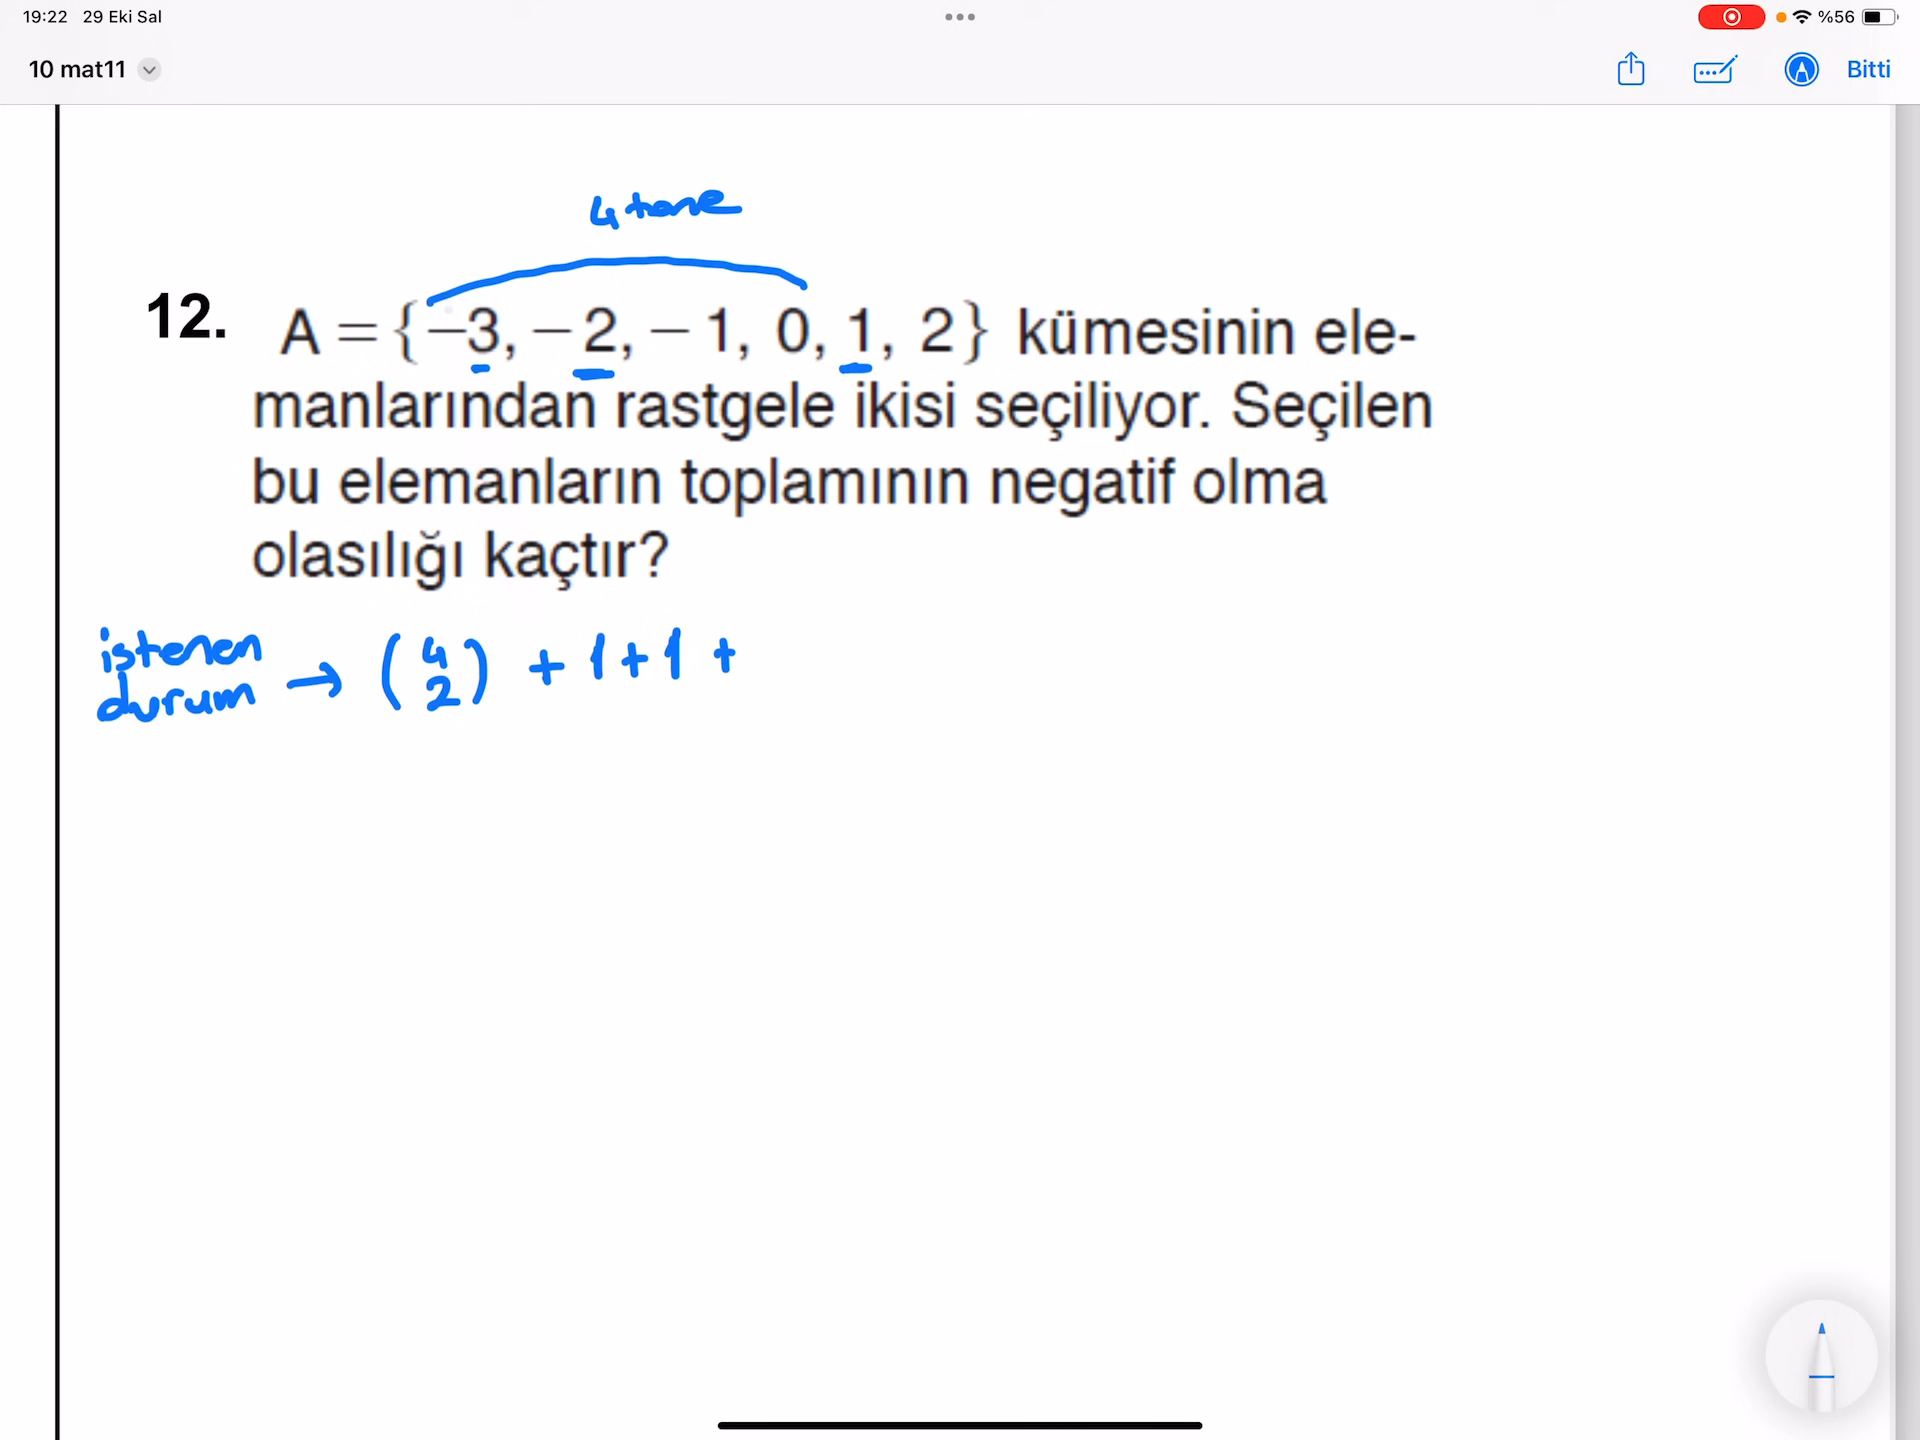 19:22 29 Eki Sal
%56
10 mat11
Bitti
4 tane
12. A = {−3, −2, −1, 0, 1, 2} kümesinin ele-
manlarından rastgele ikisi seçiliyor. Seçilen
bu elemanların toplamının negatif olma
olasılığı kaçtır?
istenen
durum → (4 2) + 1 + 1 +